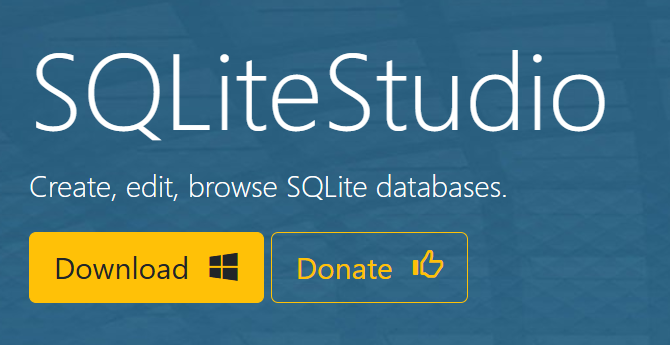 SQLiteStudio
Create, edit, browse SQLite databases.
Download
Donate